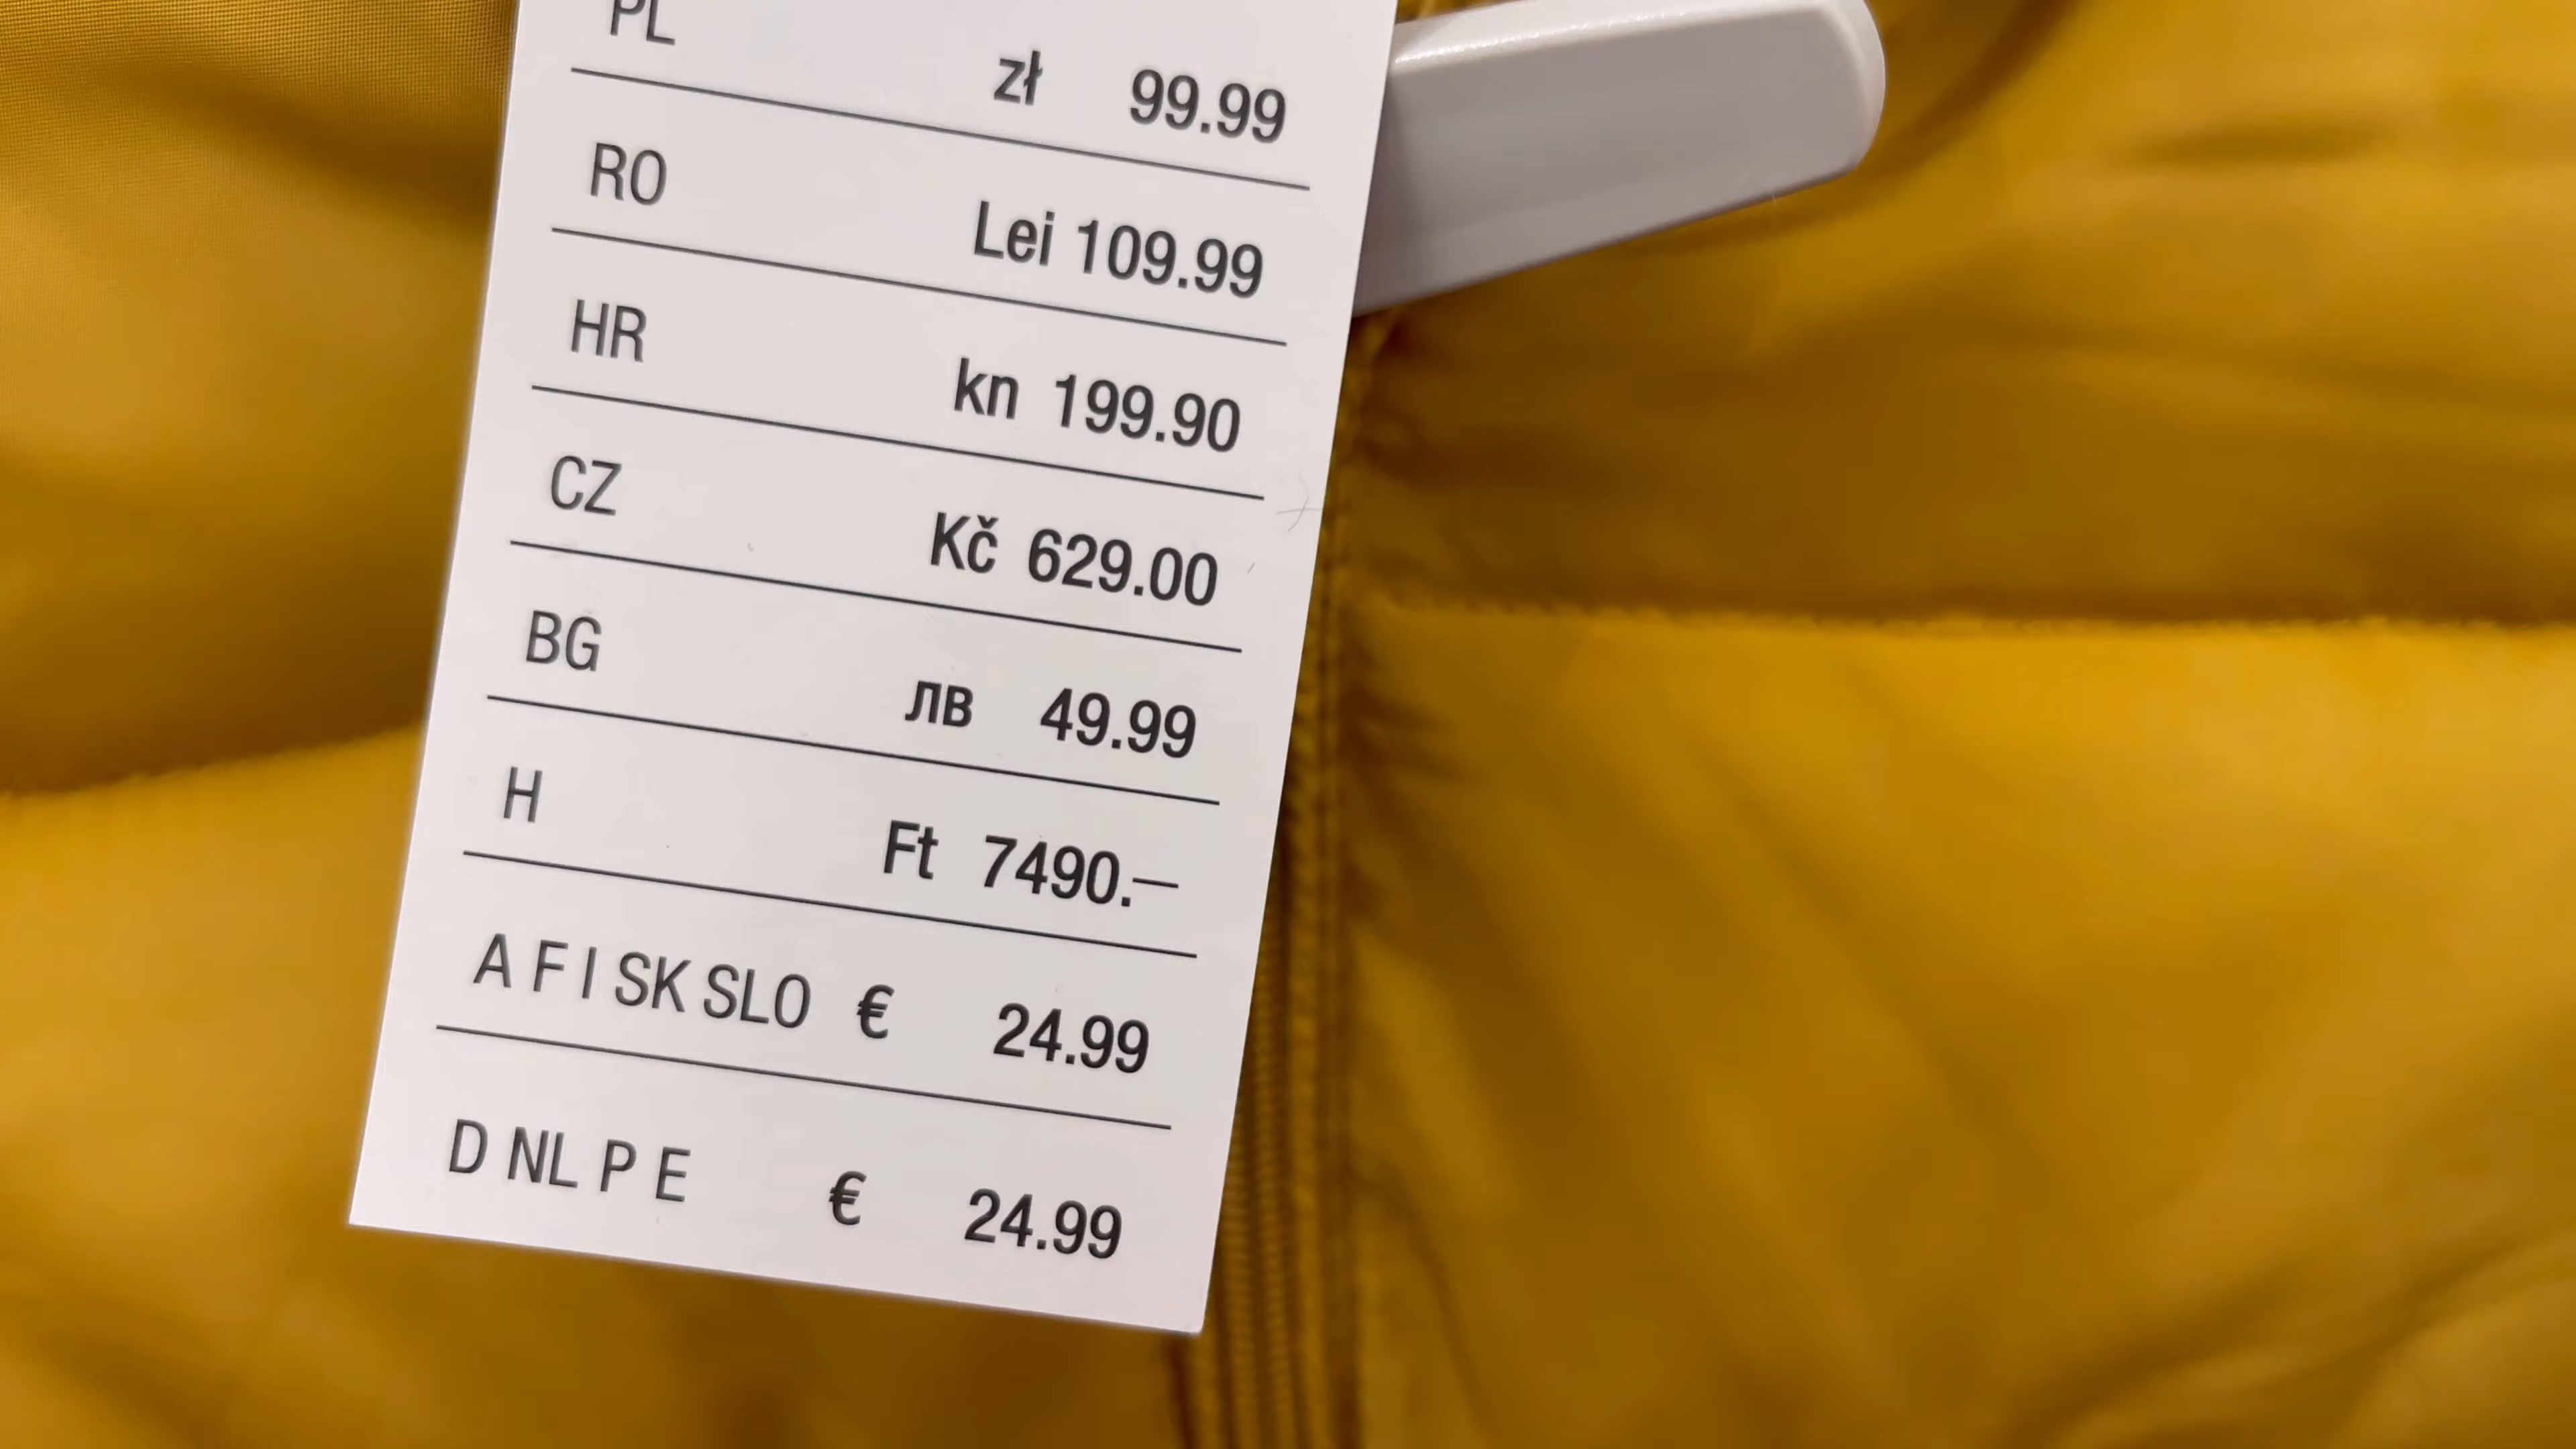 PL zł 99.99
RO Lei 109.99
HR kn 199.90
CZ Kč 629.00
BG лв 49.99
H Ft 7490.—
A F I SK SLO € 24.99
D NL P E € 24.99